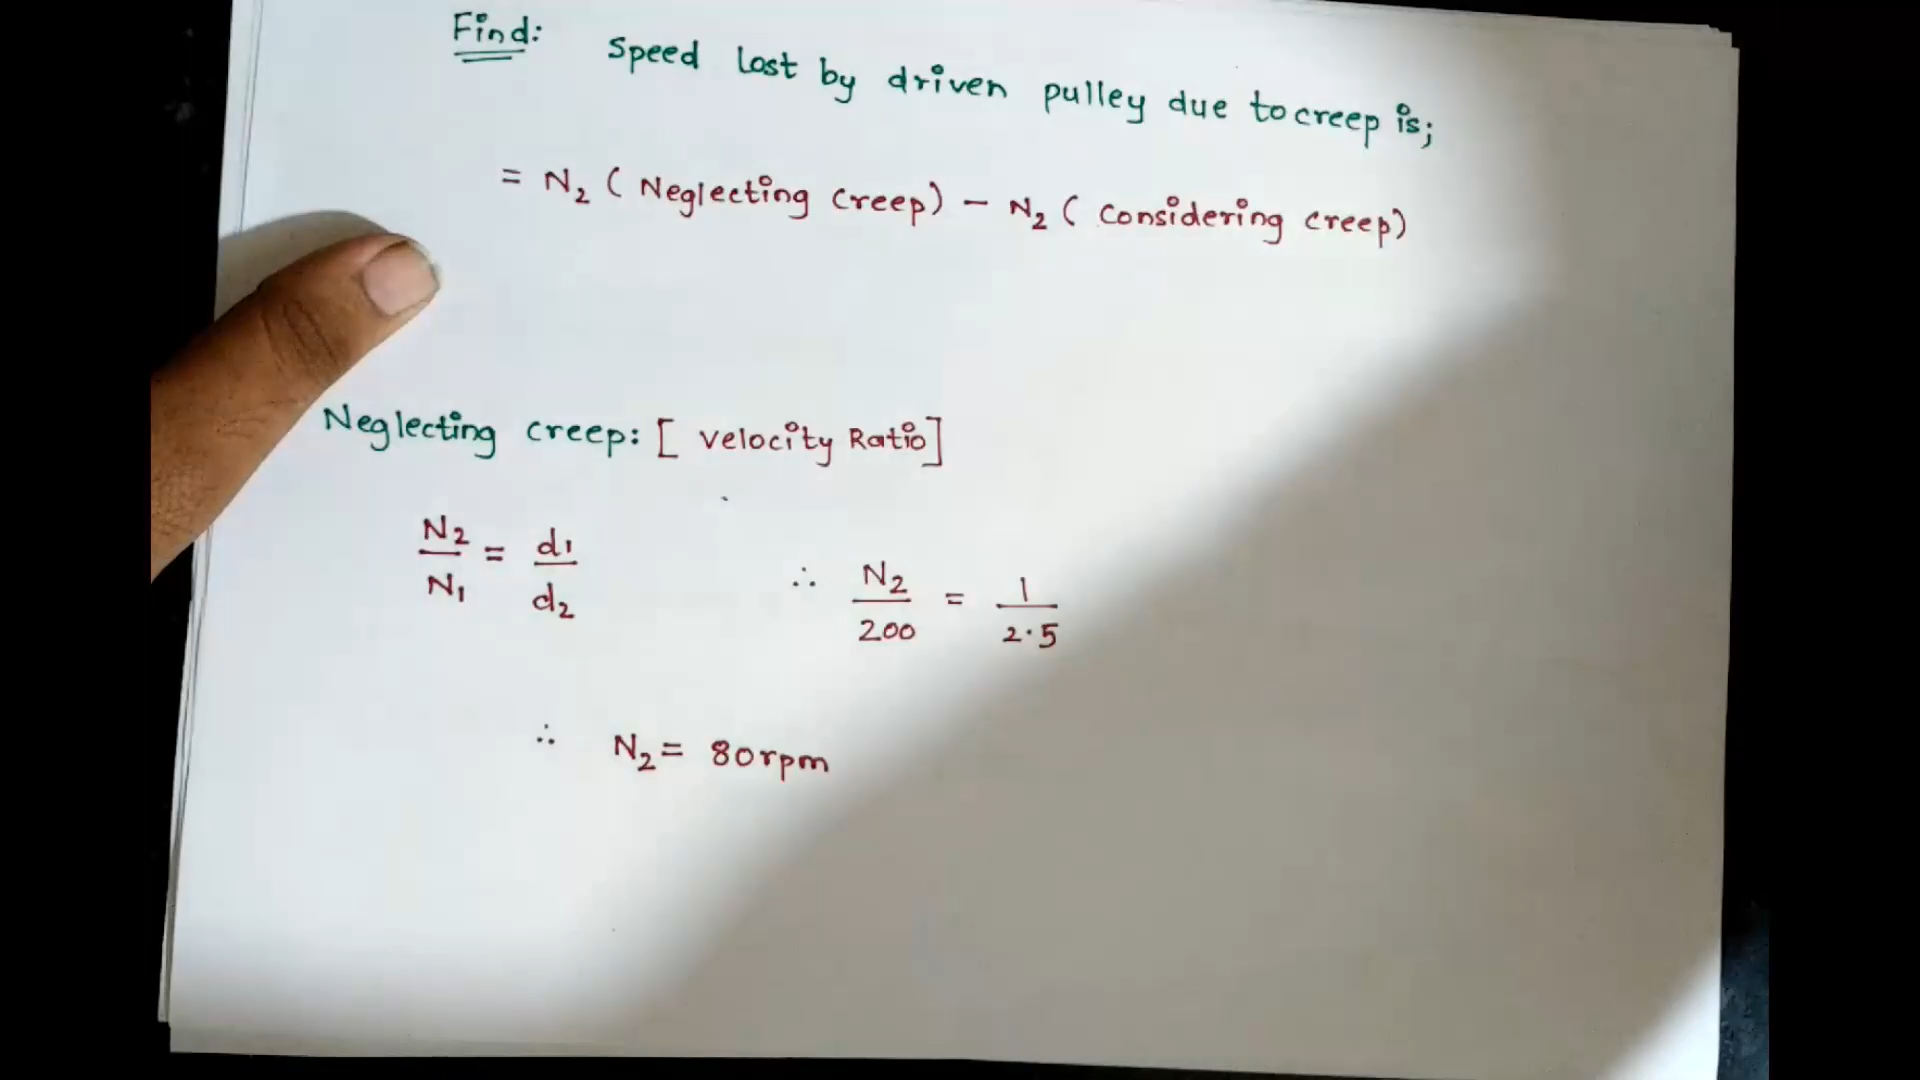 Find: Speed lost by driven pulley due to creep is;
= N₂ ( Neglecting creep) - N₂ ( Considering creep)
Neglecting creep: [ Velocity Ratio]
N₂/N₁ = d₁/d₂ ∴ N₂/200 = 1/2.5
∴ N₂ = 80rpm